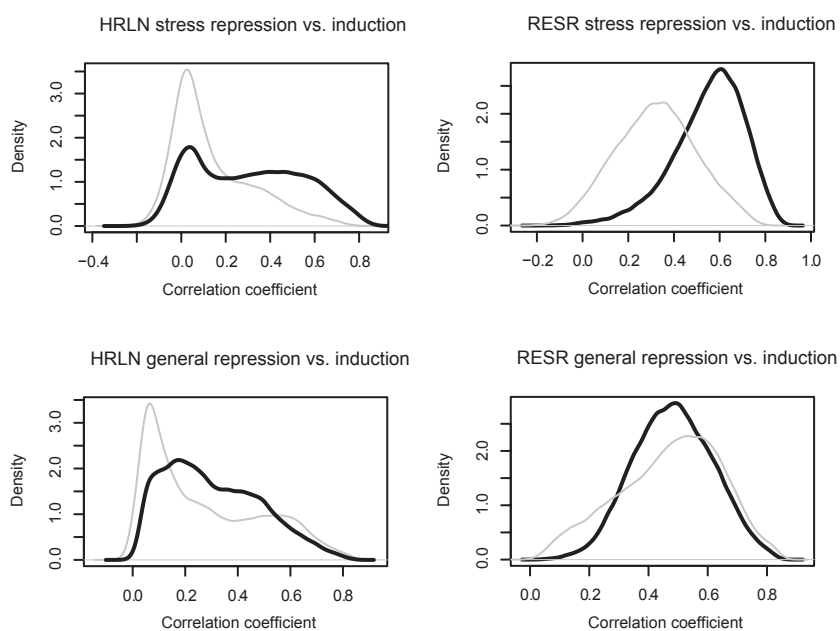 HRLN stress repression vs. induction
Density
0.0 1.0 2.0 3.0
−0.4 0.0 0.2 0.4 0.6 0.8
Correlation coefficient
RESR stress repression vs. induction
Density
0.0 1.0 2.0
−0.2 0.0 0.2 0.4 0.6 0.8 1.0
Correlation coefficient
HRLN general repression vs. induction
Density
0.0 1.0 2.0 3.0
0.0 0.2 0.4 0.6 0.8
Correlation coefficient
RESR general repression vs. induction
Density
0.0 1.0 2.0
0.0 0.2 0.4 0.6 0.8
Correlation coefficient